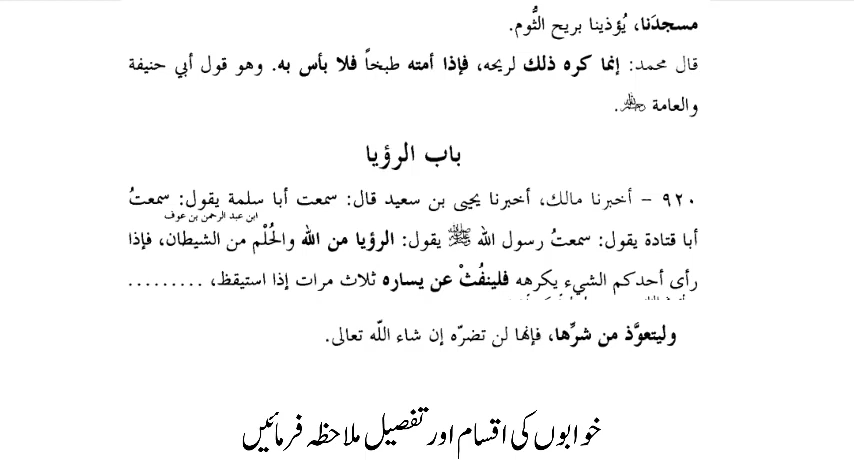 مسجدَنا، يُؤذينا بريح الثُّوم.
قال محمد: إنما كره ذلك لريحه، فإذا أمته طبخاً فلا بأس به. وهو قول أبي حنيفة
والعامة رحمهم الله.
باب الرؤيا
٩٢٠ – أخبرنا مالك، أخبرنا يحيى بن سعيد قال: سمعت أبا سلمة يقول: سمعتُ
ابن عبد الرحمن بن عوف
أبا قتادة يقول: سمعتُ رسول الله ﷺ يقول: الرؤيا من الله والحُلْم من الشيطان، فإذا
رأى أحدكم الشيء يكرهه فلينفُثْ عن يساره ثلاث مرات إذا استيقظ، .........
وليتعوَّذ من شرِّها، فإنها لن تضرّه إن شاء اللّه تعالى.
خوابوں کی اقسام اور تفصیل ملاحظہ فرمائیں